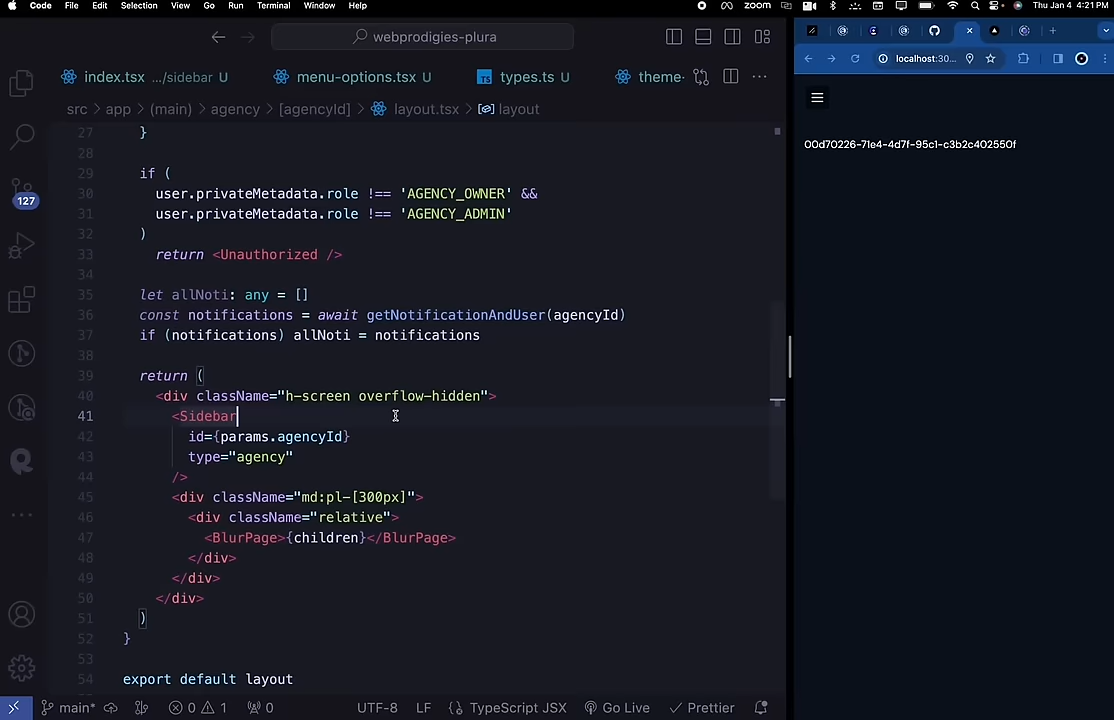 Code File Edit Selection View Go Run Terminal Window Help zoom Thu Jan 4 4:21 PM
webprodigies-plura
index.tsx .../sidebar U menu-options.tsx U types.ts U theme-
src > app > (main) > agency > [agencyId] > layout.tsx > layout
localhost:30...
00d70226-71e4-4d7f-95c1-c3b2c402550f
27 }
28
29 if (
30 user.privateMetadata.role !== 'AGENCY_OWNER' &&
31 user.privateMetadata.role !== 'AGENCY_ADMIN'
32 )
33 return <Unauthorized />
34
35 let allNoti: any = []
36 const notifications = await getNotificationAndUser(agencyId)
37 if (notifications) allNoti = notifications
38
39 return (
40 <div className="h-screen overflow-hidden">
41 <Sidebar
42 id={params.agencyId}
43 type="agency"
44 />
45 <div className="md:pl-[300px]">
46 <div className="relative">
47 <BlurPage>{children}</BlurPage>
48 </div>
49 </div>
50 </div>
51 )
52 }
53
54 export default layout
127
main* 0 1 0 UTF-8 LF {} TypeScript JSX Go Live Prettier